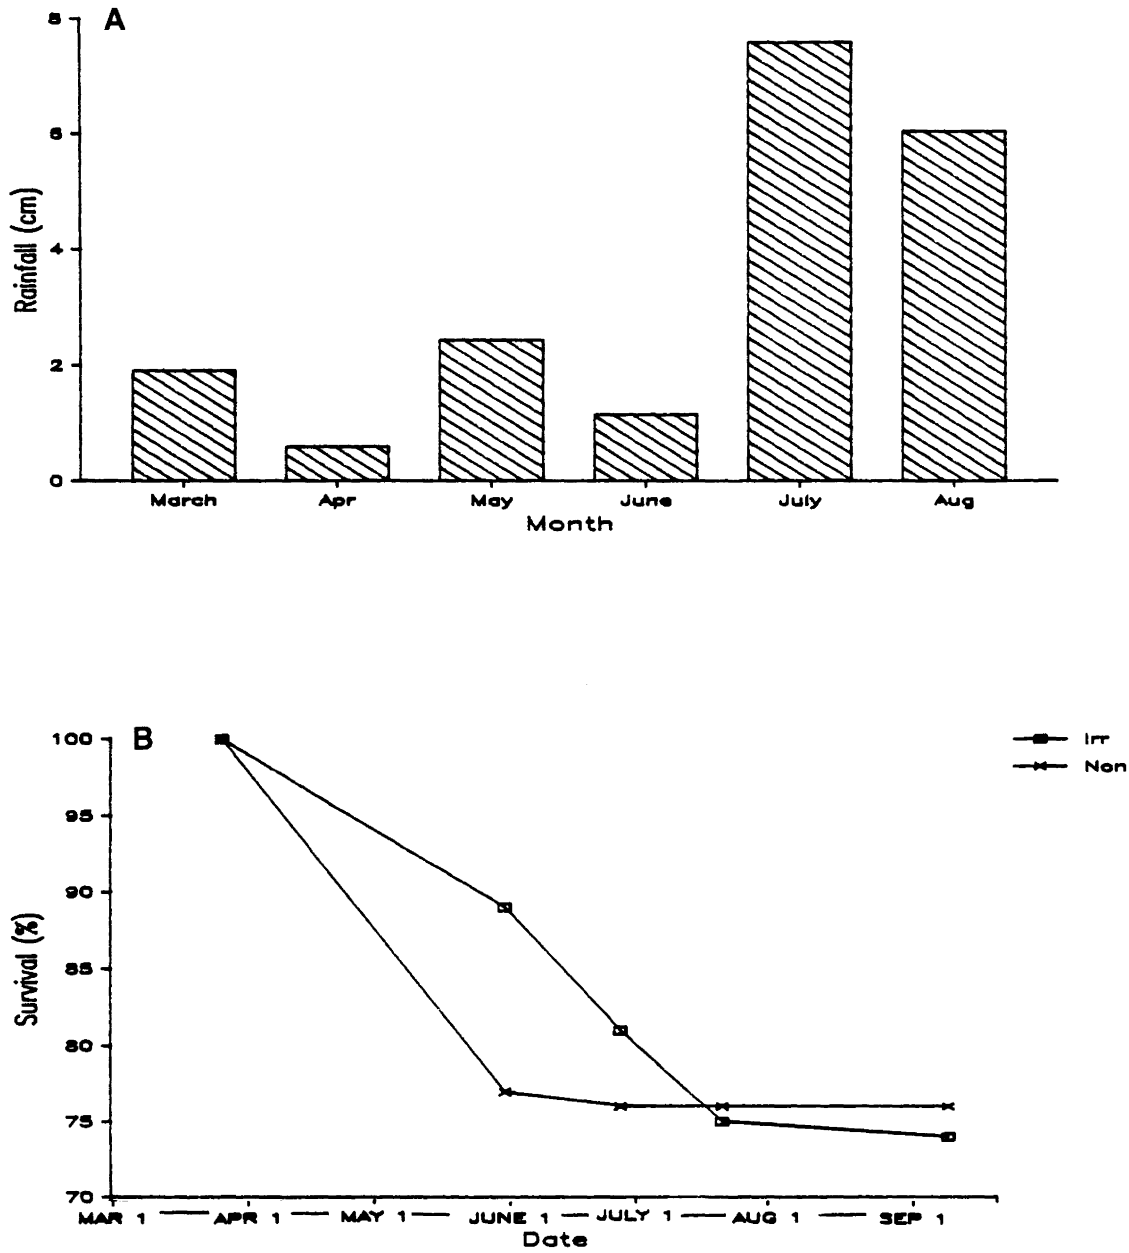 A
8
6
4
2
0
Rainfall (cm)
March Apr May June July Aug
Month
B
100
95
90
85
80
75
70
Survival (%)
Irr
Non
MAR 1 APR 1 MAY 1 JUNE 1 JULY 1 AUG 1 SEP 1
Date